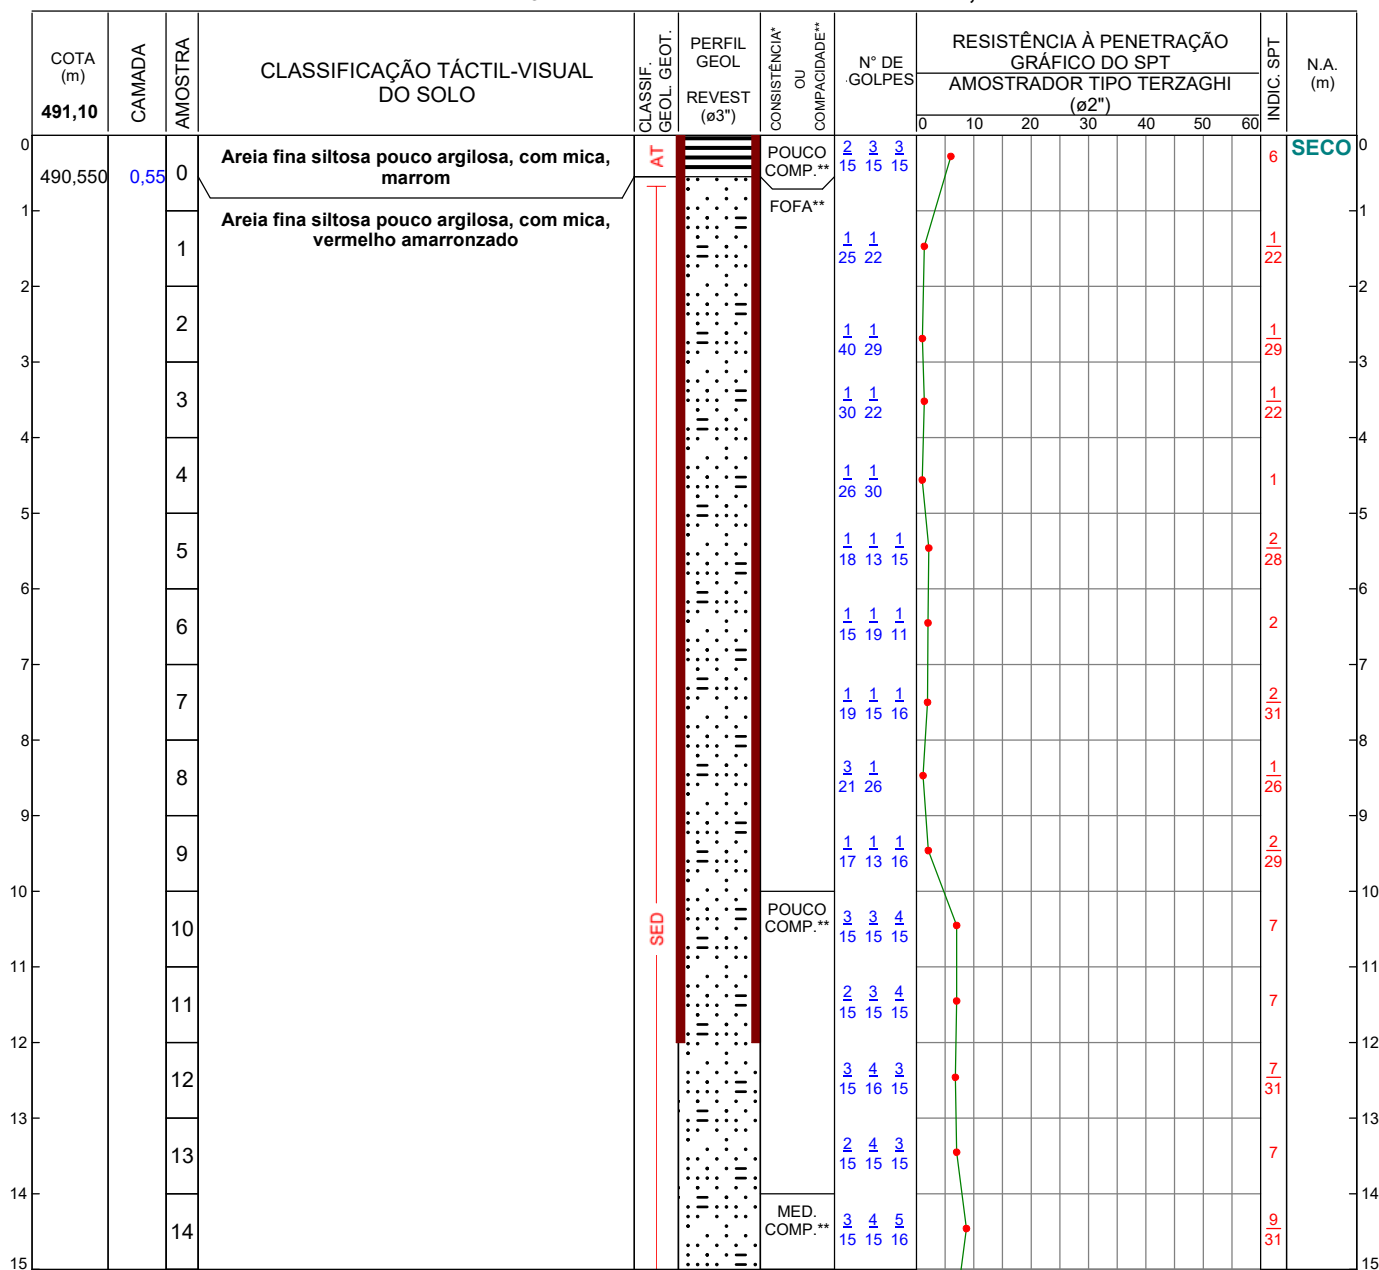 COTA
(m)
491,10
CAMADA
AMOSTRA
CLASSIFICAÇÃO TÁCTIL-VISUAL
DO SOLO
CLASSIF.
GEOL. GEOT.
PERFIL
GEOL
REVEST
(ø3")
CONSISTÊNCIA*
OU
COMPACIDADE**
N° DE
GOLPES
RESISTÊNCIA À PENETRAÇÃO
GRÁFICO DO SPT
AMOSTRADOR TIPO TERZAGHI
(ø2")
0 10 20 30 40 50 60
INDIC. SPT
N.A.
(m)
0
Areia fina siltosa pouco argilosa, com mica,
marrom
AT
POUCO
COMP.**
2 3 3
15 15 15
6
SECO
0
490,550 0,55 0
1
Areia fina siltosa pouco argilosa, com mica,
vermelho amarronzado
FOFA**
1
1
1 1
25 22
1
22
2
2
2
1 1
40 29
1
29
3
3
3
1 1
30 22
1
22
4
4
4
1 1
26 30
1
5
5
5
1 1 1
18 13 15
2
28
6
6
6
1 1 1
15 19 11
2
7
7
7
1 1 1
19 15 16
2
31
8
8
8
3 1
21 26
1
26
9
9
9
1 1 1
17 13 16
2
29
10
10
10
SED
POUCO
COMP.**
3 3 4
15 15 15
7
11
11
11
2 3 4
15 15 15
7
12
12
12
3 4 3
15 16 15
7
31
13
13
13
2 4 3
15 15 15
7
14
14
14
MED.
COMP.**
3 4 5
15 15 16
9
31
15
15